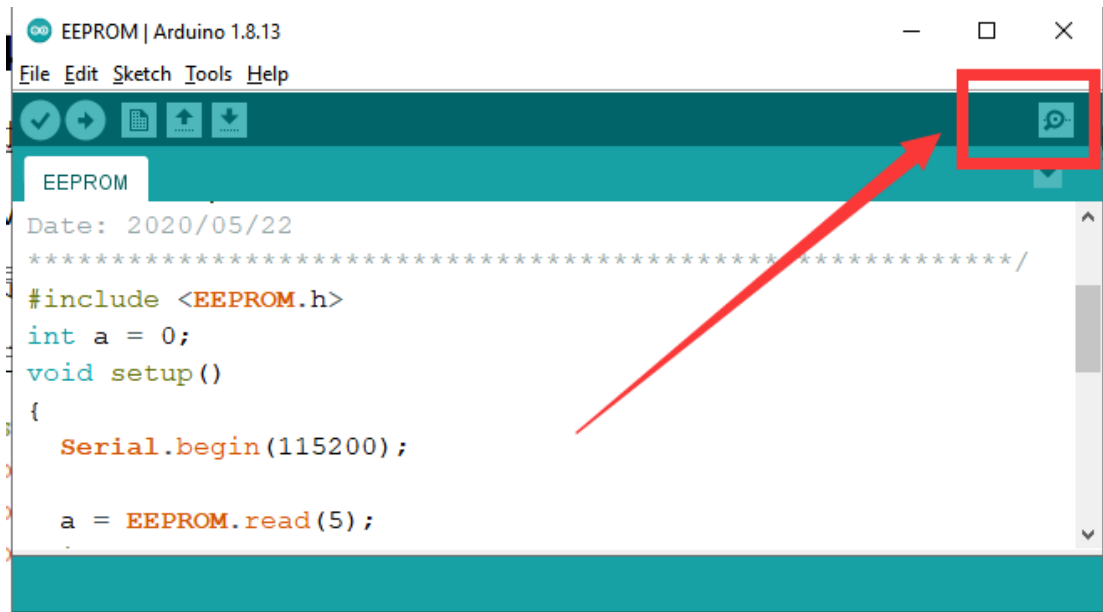 EEPROM | Arduino 1.8.13
File Edit Sketch Tools Help
EEPROM
Date: 2020/05/22
***********************************************************/
#include <EEPROM.h>
int a = 0;
void setup()
{
Serial.begin(115200);
a = EEPROM.read(5);